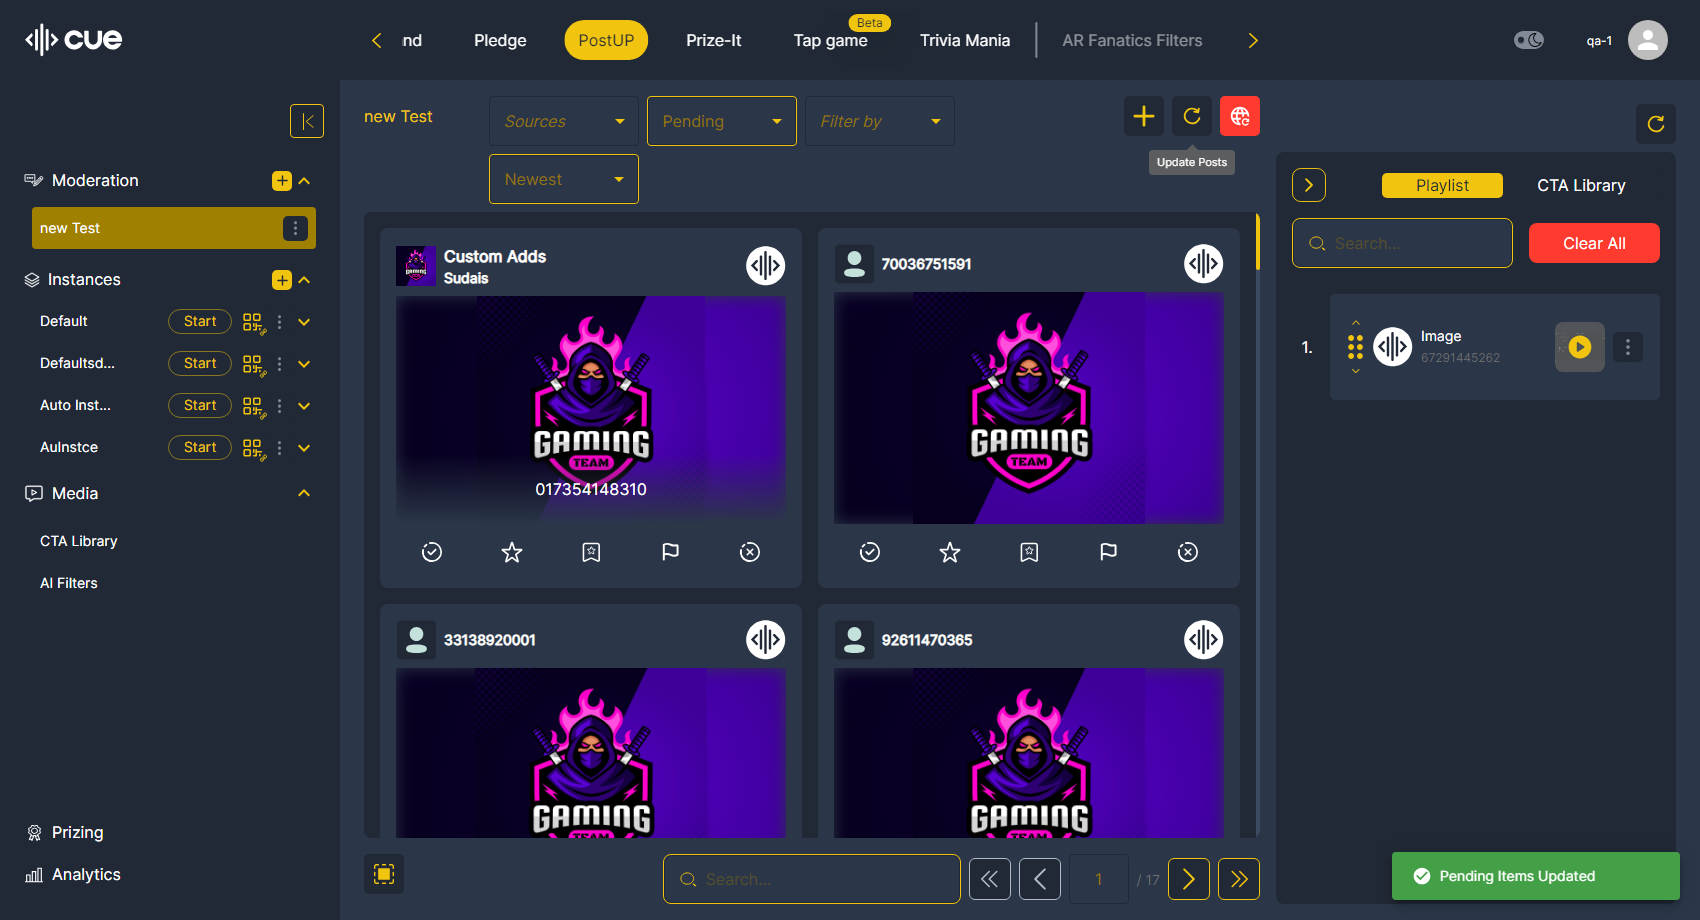 cue
nd
Pledge
PostUP
Prize-It
Tap game
Beta
Trivia Mania
AR Fanatics Filters
qa-1
Moderation
new Test
Instances
Default
Start
Defaultsd...
Start
Auto Inst...
Start
AuInstce
Start
Media
CTA Library
AI Filters
Prizing
Analytics
new Test
Sources
Pending
Filter by
Newest
Update Posts
Custom Adds
Sudais
GAMING
TEAM
017354148310
70036751591
GAMING
TEAM
33138920001
GAMING
TEAM
92611470365
GAMING
TEAM
Search...
1
/ 17
Playlist
CTA Library
Search...
Clear All
1.
Image
67291445262
Pending Items Updated